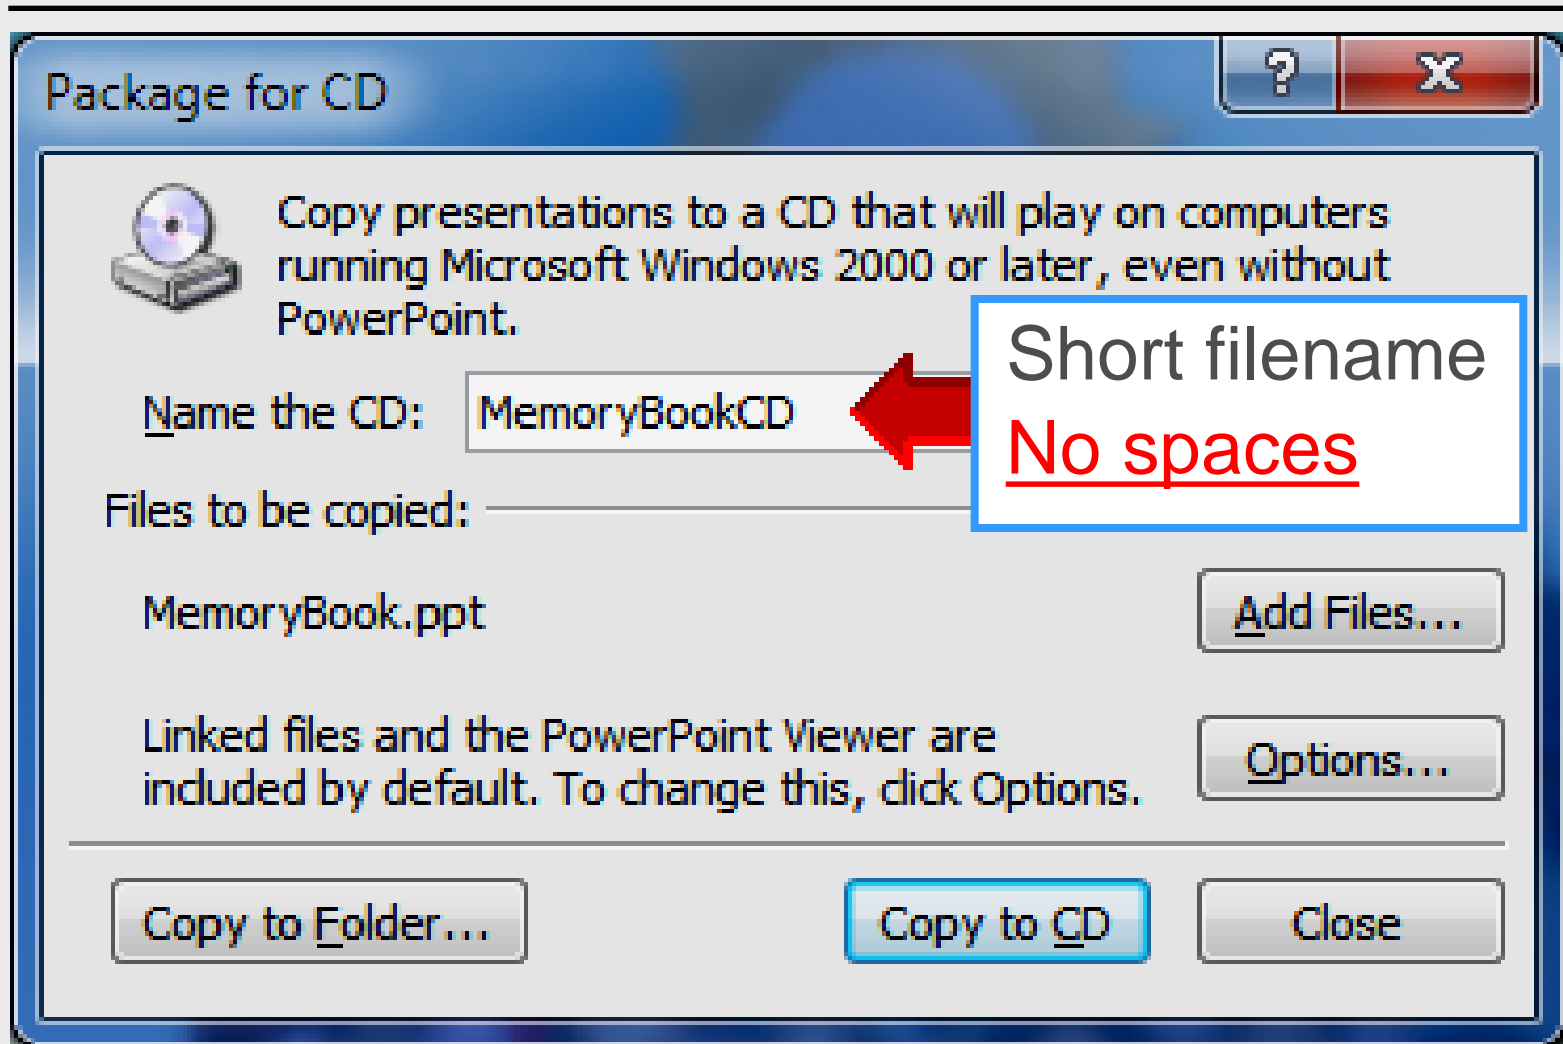 Package for CD
Copy presentations to a CD that will play on computers
running Microsoft Windows 2000 or later, even without
PowerPoint.
Short filename
No spaces
Name the CD: MemoryBookCD
Files to be copied:
MemoryBook.ppt
Add Files...
Linked files and the PowerPoint Viewer are
included by default. To change this, click Options.
Options...
Copy to Folder... Copy to CD Close